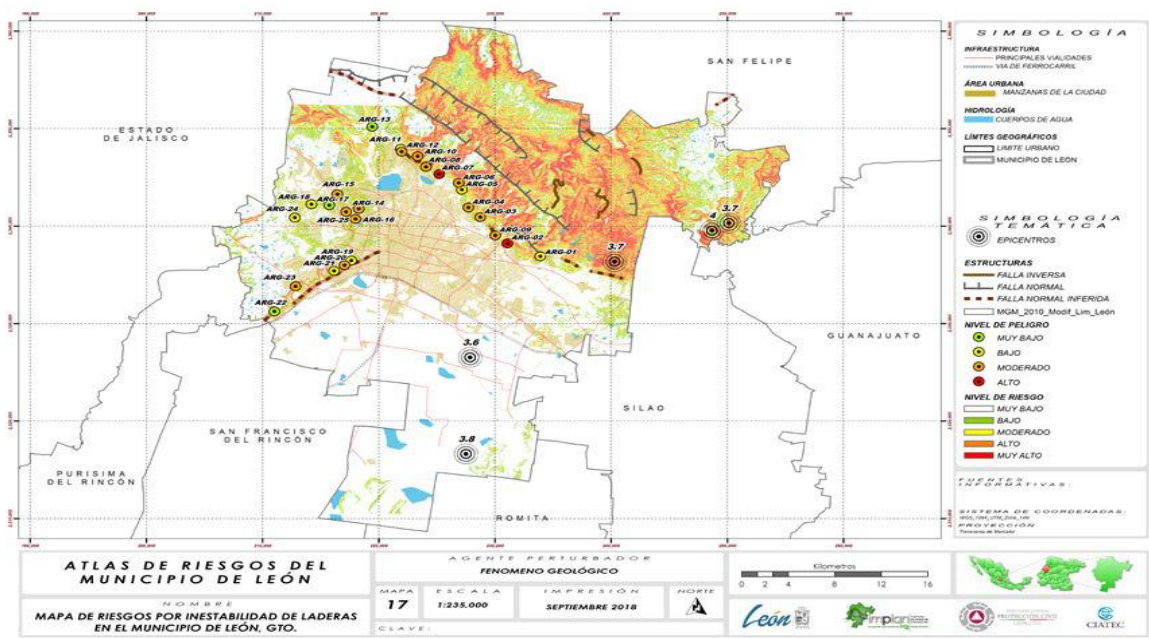 SAN FELIPE
ESTADO
DE JALISCO
ARG-13
ARG-11
ARG-12
ARG-10
ARG-08
ARG-07
ARG-06
ARG-05
ARG-04
ARG-03
ARG-09
ARG-02
ARG-01
ARG-15
ARG-18
ARG-17
ARG-14
ARG-24
ARG-25
ARG-16
ARG-19
ARG-20
ARG-21
ARG-23
ARG-22
4
3.7
3.7
3.6
3.8
GUANAJUATO
SILAO
SAN FRANCISCO
DEL RINCÓN
PURISIMA
DEL RINCÓN
ROMITA
SIMBOLOGÍA
INFRAESTRUCTURA
PRINCIPALES VIALIDADES
VIA DE FERROCARRIL
ÁREA URBANA
MANZANAS DE LA CIUDAD
HIDROLOGÍA
CUERPOS DE AGUA
LÍMTES GEOGRÁFICOS
LIMITE URBANO
MUNICIPIO DE LEÓN
SIMBOLOGÍA
TEMÁTICA
EPICENTROS
ESTRUCTURAS
FALLA INVERSA
FALLA NORMAL
FALLA NORMAL INFERIDA
MGM_2010_Modif_Lim_León
NIVEL DE PELIGRO
MUY BAJO
BAJO
MODERADO
ALTO
NIVEL DE RIESGO
MUY BAJO
BAJO
MODERADO
ALTO
MUY ALTO
FUENTES
INFORMATIVAS:
SISTEMA DE COORDENADAS:
PROYECCIÓN
Transversa de Mercator
ATLAS DE RIESGOS DEL
MUNICIPIO DE LEÓN
NOMBRE
MAPA DE RIESGOS POR INESTABILIDAD DE LADERAS
EN EL MUNICIPIO DE LEÓN, GTO.
AGENTE PERTURBADOR
FENOMENO GEOLÓGICO
MAPA
17
ESCALA
1:235,000
IMPRESIÓN
SEPTIEMBRE 2018
NORTE
CLAVE:
Kilometros
0 2 4 8 12 16
León
implan
PROTECCIÓN CIVIL
CIATEC